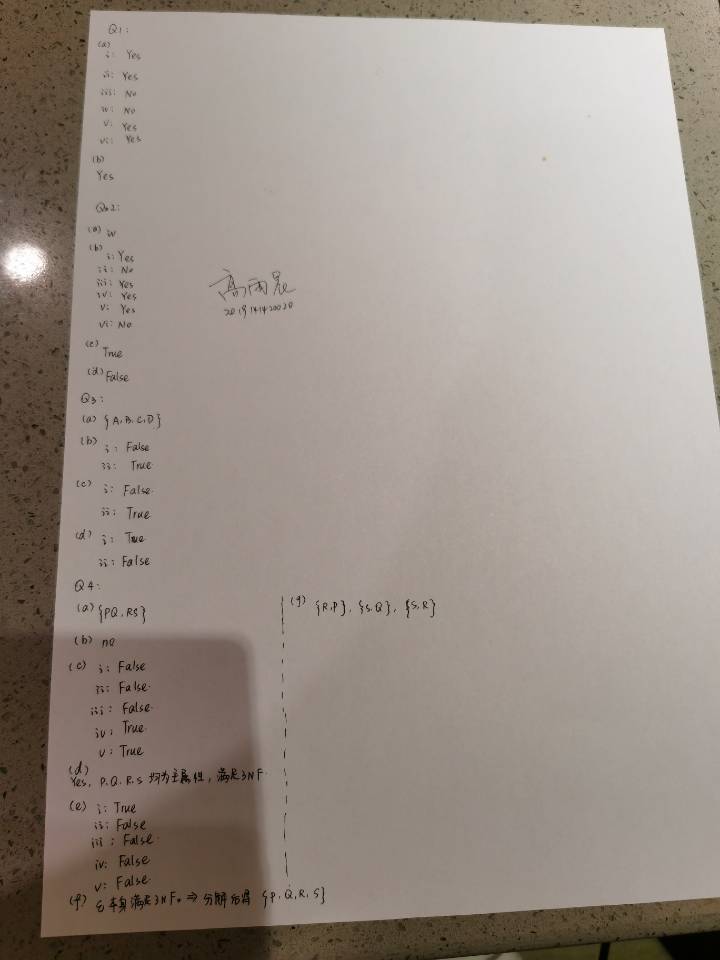 Q1:
(a)
i: Yes
ii: Yes
iii: No
iv: No
v: Yes
vi: Yes
(b)
Yes
Q2:
(a) iv
(b)
i: Yes
ii: No
iii: Yes
iv: Yes
v: Yes
vi: No
高雨晨
(c) True
(d) False
Q3:
(a) {A,B,C,D}
(b) i: False
ii: True
(c) i: False
ii: True
(d) i: True
ii: False
Q4:
(a) {PQ, RS}
(b) no
(c) i: False
ii: False
iii: False
iv: True
v: True
(d)
Yes, P.Q.R.S 均为主属性,满足3NF.
(e) i: True
ii: False
iii: False
iv: False
v: False
(f) 本身满足3NF。⇒ 分解后得 {P,Q,R,S}
(g) {R,P}, {S,Q}, {S,R}